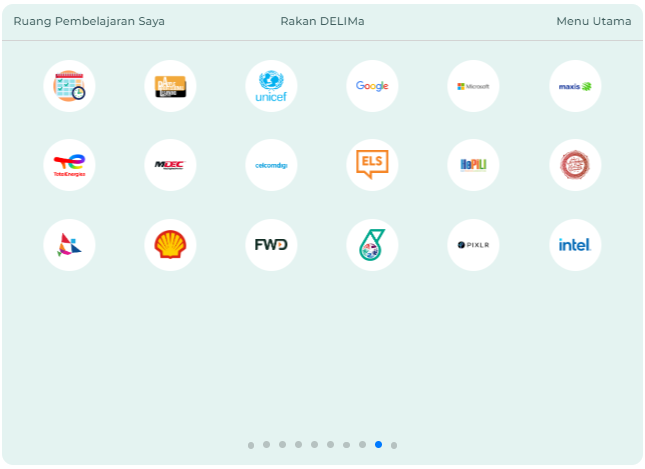 Ruang Pembelajaran Saya
Rakan DELIMa
Menu Utama
unicef
Google
Microsoft
maxis
TotalEnergies
MDEC
celcomdigi
ELS
FWD
PIXLR
intel